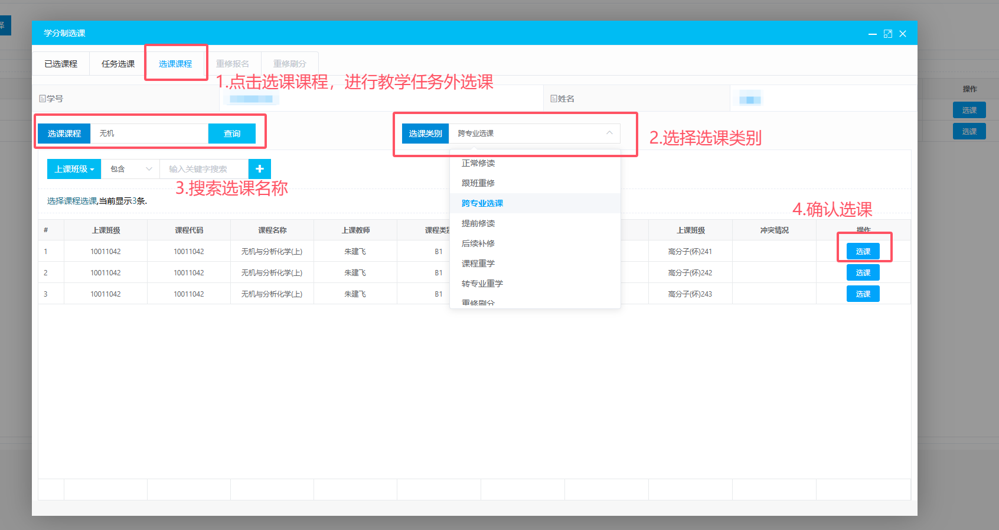 择
学分制选课
已选课程 任务选课 选课课程 重修报名 重修刷分
1.点击选课课程，进行教学任务外选课
学号 姓名
操作
选课
选课
选课课程 无机 查询 选课类别 跨专业选课
2.选择选课类别
上课班级 包含 输入关键字搜索
3.搜索选课名称
选择课程选课,当前显示3条.
正常修读
跟班重修
跨专业选课
提前修读
后续补修
课程重学
转专业重学
重修刷分
4.确认选课
# 上课班级 课程代码 课程名称 上课教师 课程类别 上课班级 冲突情况 操作
1 10011042 10011042 无机与分析化学(上) 朱建飞 B1 高分子(怀)241 选课
2 10011042 10011042 无机与分析化学(上) 朱建飞 B1 高分子(怀)242 选课
3 10011042 10011042 无机与分析化学(上) 朱建飞 B1 高分子(怀)243 选课